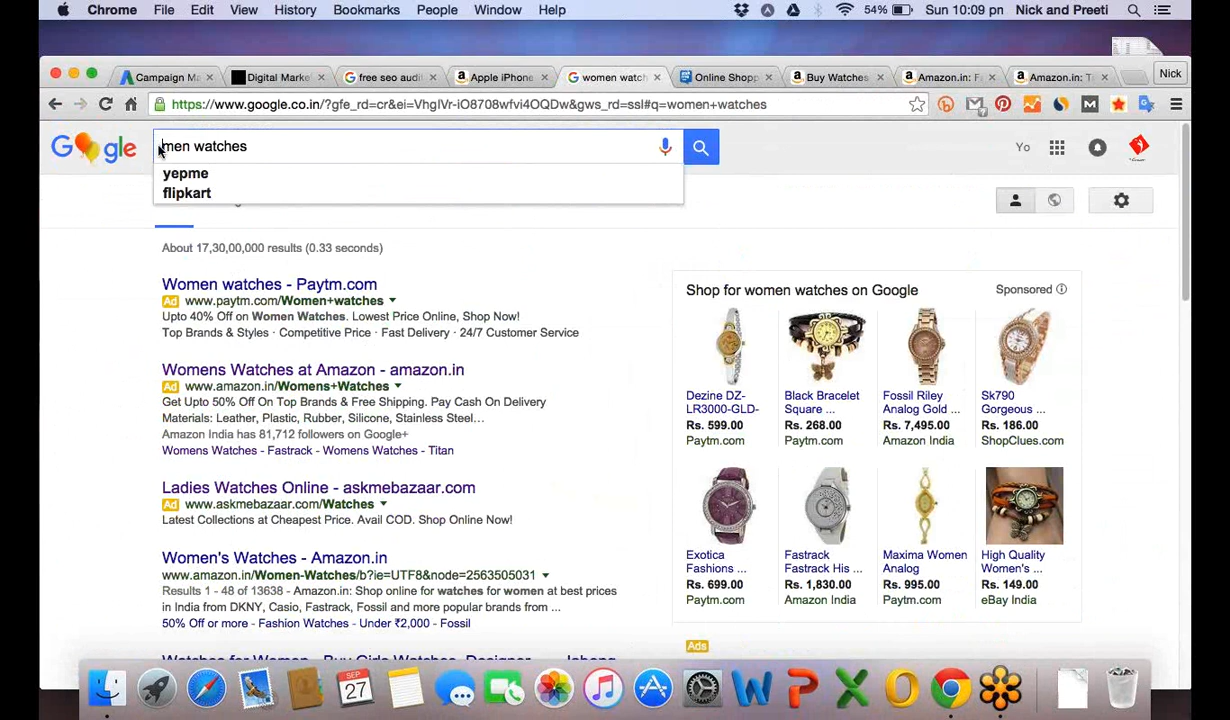 Chrome File Edit View History Bookmarks People Window Help 54% Sun 10:09 pm Nick and Preeti
Campaign Ma Digital Market free seo audi Apple iPhone women watch Online Shopp Buy Watches Amazon.in: F Amazon.in: T Nick
https://www.google.co.in/?gfe_rd=cr&ei=VhgIVr-iO8708wfvi4OQDw&gws_rd=ssl#q=women+watches
G gle men watches Yo
yepme
flipkart
About 17,30,00,000 results (0.33 seconds)
Women watches - Paytm.com
Ad www.paytm.com/Women+watches
Upto 40% Off on Women Watches. Lowest Price Online, Shop Now!
Top Brands & Styles · Competitive Price · Fast Delivery · 24/7 Customer Service
Womens Watches at Amazon - amazon.in
Ad www.amazon.in/Womens+Watches
Get Upto 50% Off On Top Brands & Free Shipping. Pay Cash On Delivery
Materials: Leather, Plastic, Rubber, Silicone, Stainless Steel...
Amazon India has 81,712 followers on Google+
Womens Watches - Fastrack - Womens Watches - Titan
Ladies Watches Online - askmebazaar.com
Ad www.askmebazaar.com/Watches
Latest Collections at Cheapest Price. Avail COD. Shop Online Now!
Women's Watches - Amazon.in
www.amazon.in/Women-Watches/b?ie=UTF8&node=2563505031
Results 1 - 48 of 13638 - Amazon.in: Shop online for watches for women at best prices
in India from DKNY, Casio, Fastrack, Fossil and more popular brands from ...
50% Off or more - Fashion Watches - Under ₹2,000 - Fossil
Watches for Women - Buy Girls Watches, Designer ... - Jabong
Shop for women watches on Google Sponsored
Dezine DZ-
LR3000-GLD-
Rs. 599.00
Paytm.com
Black Bracelet
Square ...
Rs. 268.00
Paytm.com
Fossil Riley
Analog Gold ...
Rs. 7,495.00
Amazon India
Sk790
Gorgeous ...
Rs. 186.00
ShopClues.com
Exotica
Fashions ...
Rs. 699.00
Paytm.com
Fastrack
Fastrack His ...
Rs. 1,830.00
Amazon India
Maxima Women
Analog
Rs. 995.00
Paytm.com
High Quality
Women's ...
Rs. 149.00
eBay India
Ads
SEP
27